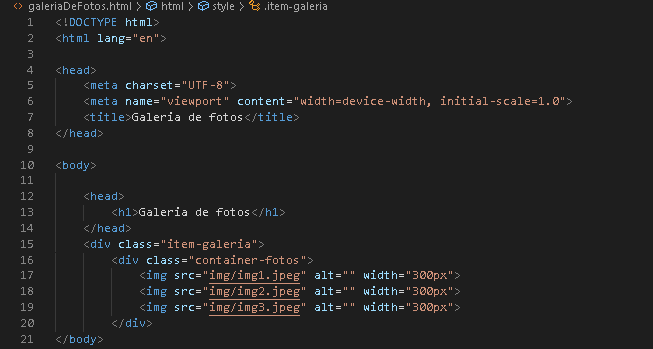 galeriaDeFotos.html > html > style > .item-galeria
1 <!DOCTYPE html>
2 <html lang="en">
3
4 <head>
5 <meta charset="UTF-8">
6 <meta name="viewport" content="width=device-width, initial-scale=1.0">
7 <title>Galeria de fotos</title>
8 </head>
9
10 <body>
11
12 <head>
13 <h1>Galeria de fotos</h1>
14 </head>
15 <div class="item-galeria">
16 <div class="container-fotos">
17 <img src="img/img1.jpeg" alt="" width="300px">
18 <img src="img/img2.jpeg" alt="" width="300px">
19 <img src="img/img3.jpeg" alt="" width="300px">
20 </div>
21 </body>